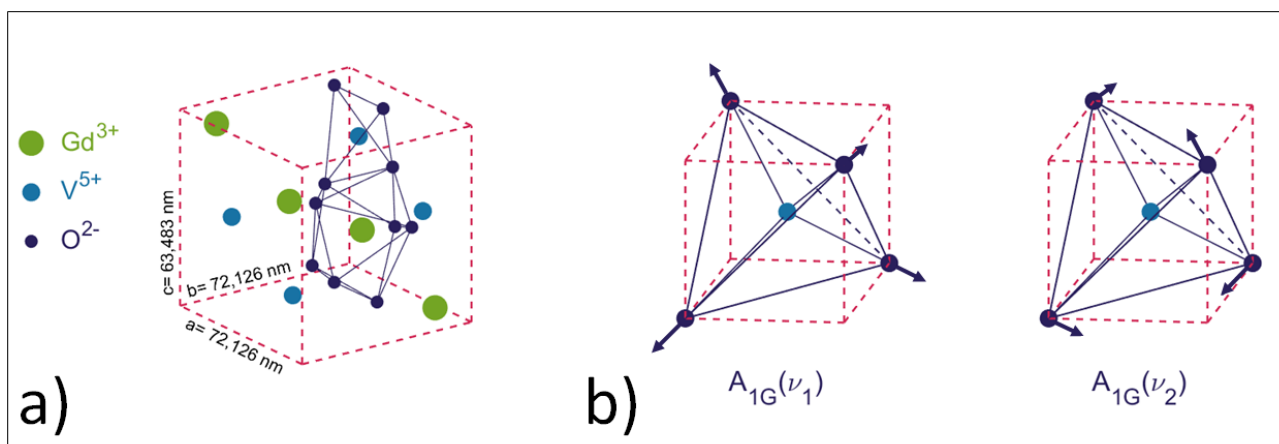 Gd³⁺
V⁵⁺
O²⁻
c= 63,483 nm
b= 72,126 nm
a= 72,126 nm
a)
b)
A₁G(ν₁)
A₁G(ν₂)